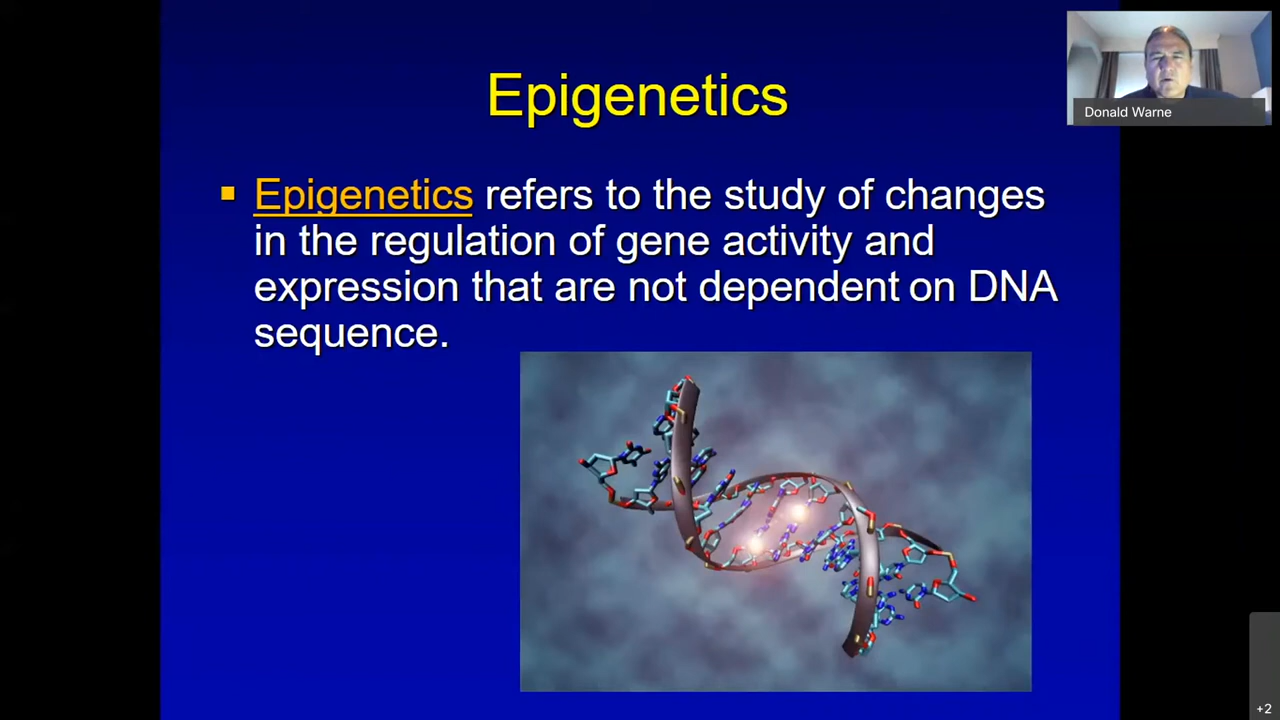 Epigenetics
Donald Warne
Epigenetics refers to the study of changes
in the regulation of gene activity and
expression that are not dependent on DNA
sequence.
+2